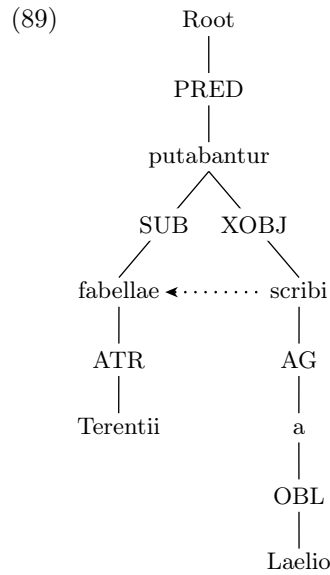 (89) Root
PRED
putabantur
SUB XOBJ
fabellae scribi
ATR AG
Terentii a
OBL
Laelio